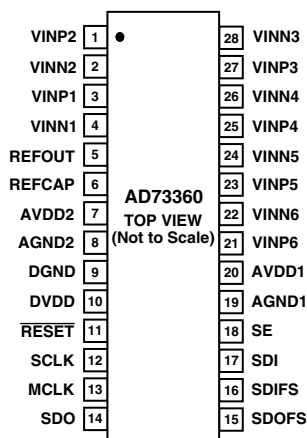 VINP2 1 28 VINN3
VINN2 2 27 VINP3
VINP1 3 26 VINN4
VINN1 4 25 VINP4
REFOUT 5 24 VINN5
REFCAP 6 23 VINP5
AVDD2 7 22 VINN6
AGND2 8 21 VINP6
DGND 9 20 AVDD1
DVDD 10 19 AGND1
RESET 11 18 SE
SCLK 12 17 SDI
MCLK 13 16 SDIFS
SDO 14 15 SDOFS
AD73360
TOP VIEW
(Not to Scale)